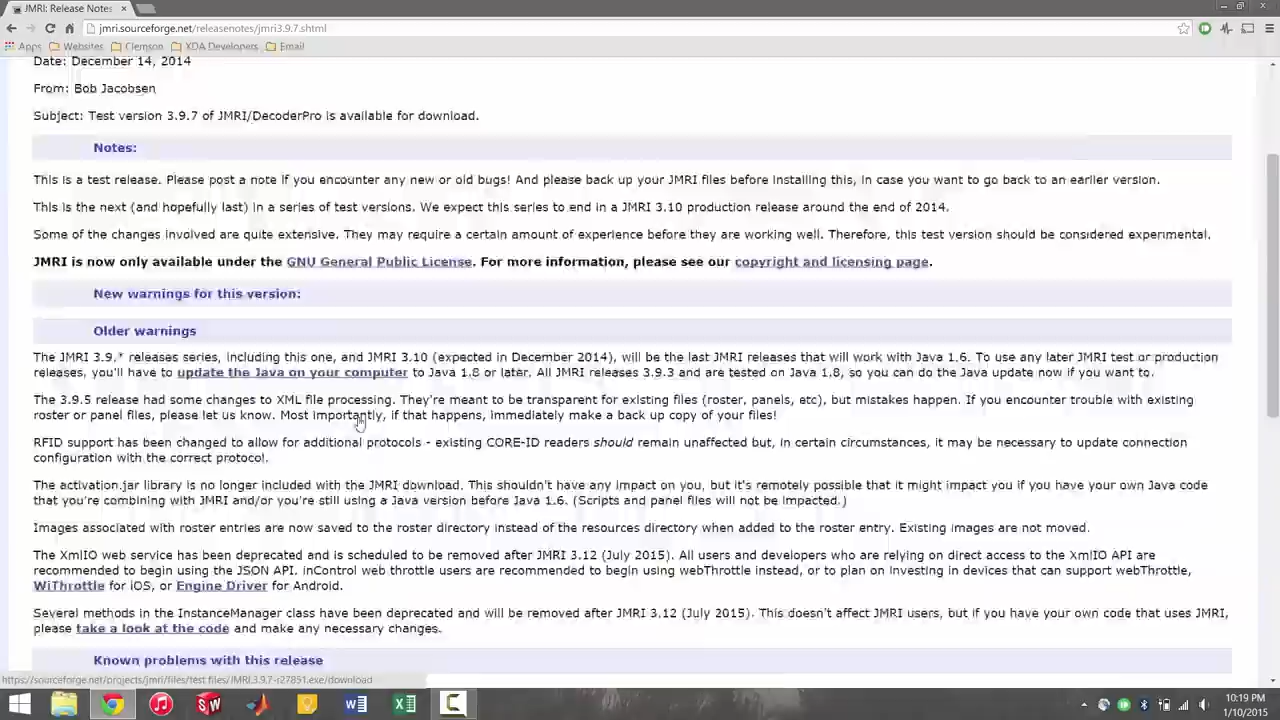 JMRI: Release Notes
jmri.sourceforge.net/releasenotes/jmri3.9.7.shtml
Apps Websites Clemson XDA Developers Email
Date: December 14, 2014
From: Bob Jacobsen
Subject: Test version 3.9.7 of JMRI/DecoderPro is available for download.
Notes:
This is a test release. Please post a note if you encounter any new or old bugs! And please back up your JMRI files before installing this, in case you want to go back to an earlier version.
This is the next (and hopefully last) in a series of test versions. We expect this series to end in a JMRI 3.10 production release around the end of 2014.
Some of the changes involved are quite extensive. They may require a certain amount of experience before they are working well. Therefore, this test version should be considered experimental.
JMRI is now only available under the GNU General Public License. For more information, please see our copyright and licensing page.
New warnings for this version:
Older warnings
The JMRI 3.9.* releases series, including this one, and JMRI 3.10 (expected in December 2014), will be the last JMRI releases that will work with Java 1.6. To use any later JMRI test or production
releases, you'll have to update the Java on your computer to Java 1.8 or later. All JMRI releases 3.9.3 and are tested on Java 1.8, so you can do the Java update now if you want to.
The 3.9.5 release had some changes to XML file processing. They're meant to be transparent for existing files (roster, panels, etc), but mistakes happen. If you encounter trouble with existing
roster or panel files, please let us know. Most importantly, if that happens, immediately make a back up copy of your files!
RFID support has been changed to allow for additional protocols - existing CORE-ID readers should remain unaffected but, in certain circumstances, it may be necessary to update connection
configuration with the correct protocol.
The activation.jar library is no longer included with the JMRI download. This shouldn't have any impact on you, but it's remotely possible that it might impact you if you have your own Java code
that you're combining with JMRI and/or you're still using a Java version before Java 1.6. (Scripts and panel files will not be impacted.)
Images associated with roster entries are now saved to the roster directory instead of the resources directory when added to the roster entry. Existing images are not moved.
The XmlIO web service has been deprecated and is scheduled to be removed after JMRI 3.12 (July 2015). All users and developers who are relying on direct access to the XmlIO API are
recommended to begin using the JSON API. inControl web throttle users are recommended to begin using webThrottle instead, or to plan on investing in devices that can support webThrottle,
WiThrottle for iOS, or Engine Driver for Android.
Several methods in the InstanceManager class have been deprecated and will be removed after JMRI 3.12 (July 2015). This doesn't affect JMRI users, but if you have your own code that uses JMRI,
please take a look at the code and make any necessary changes.
Known problems with this release
https://sourceforge.net/projects/jmri/files/test files/JMRI.3.9.7-r27851.exe/download
10:19 PM
1/10/2015